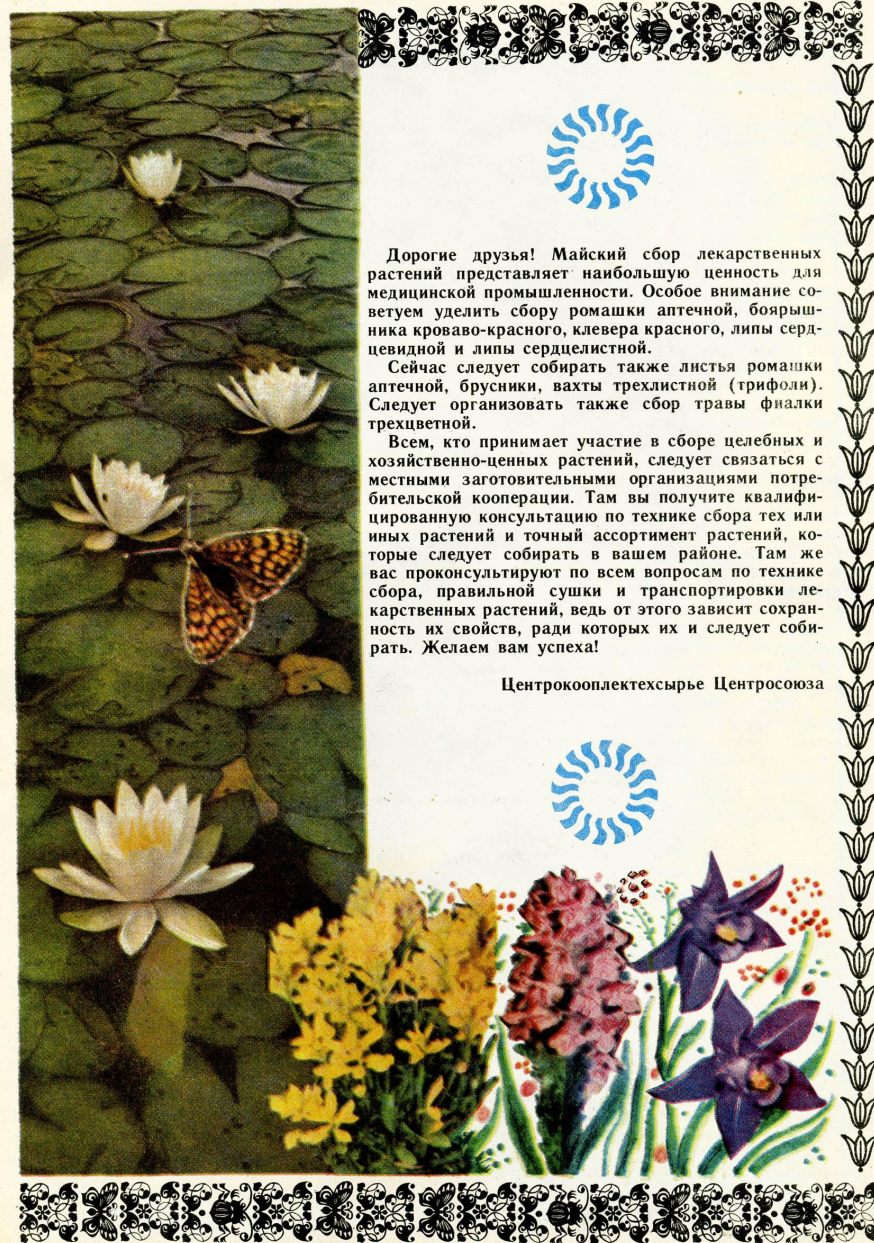 Дорогие друзья! Майский сбор лекарственных
растений представляет наибольшую ценность для
медицинской промышленности. Особое внимание со-
ветуем уделить сбору ромашки аптечной, боярыш-
ника кроваво-красного, клевера красного, липы серд-
цевидной и липы сердцелистной.
Сейчас следует собирать также листья ромашки
аптечной, брусники, вахты трехлистной (трифоли).
Следует организовать также сбор травы фиалки
трехцветной.
Всем, кто принимает участие в сборе целебных и
хозяйственно-ценных растений, следует связаться с
местными заготовительными организациями потре-
бительской кооперации. Там вы получите квалифи-
цированную консультацию по технике сбора тех или
иных растений и точный ассортимент растений, ко-
торые следует собирать в вашем районе. Там же
вас проконсультируют по всем вопросам по технике
сбора, правильной сушки и транспортировки ле-
карственных растений, ведь от этого зависит сохран-
ность их свойств, ради которых их и следует соби-
рать. Желаем вам успеха!
Центрокооплектехсырье Центросоюза